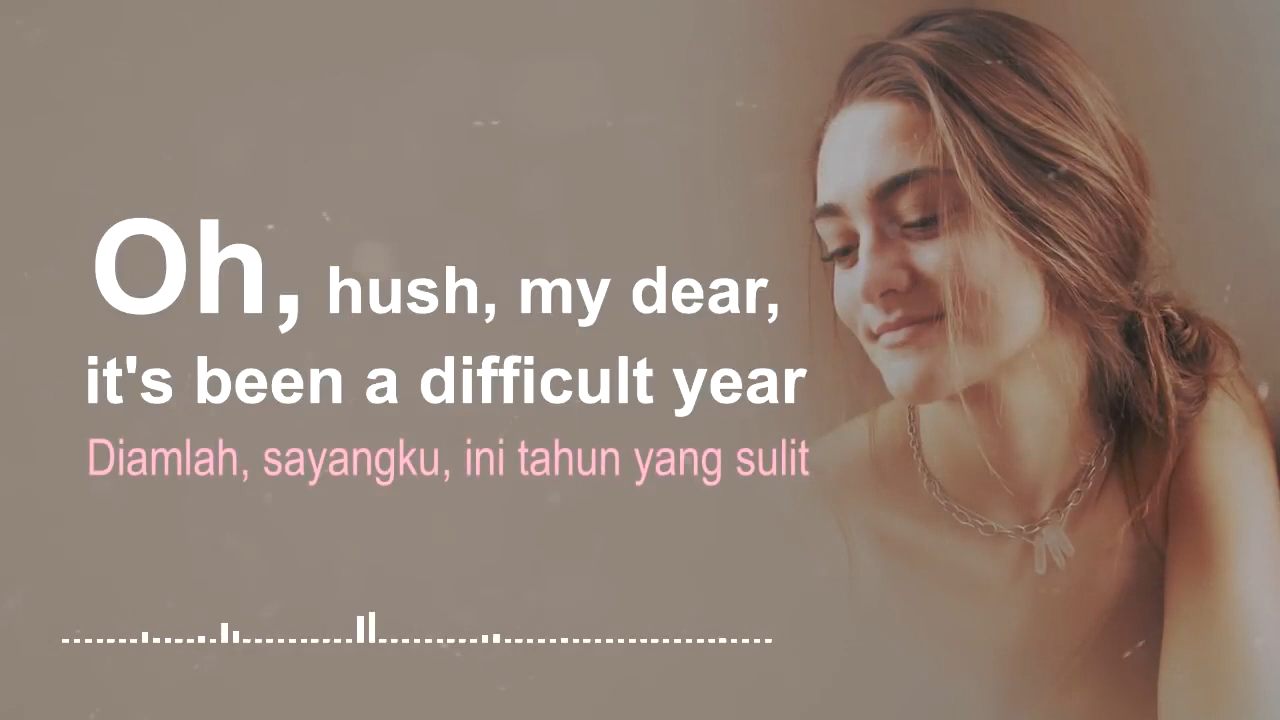 Oh, hush, my dear,
it's been a difficult year
Diamlah, sayangku, ini tahun yang sulit